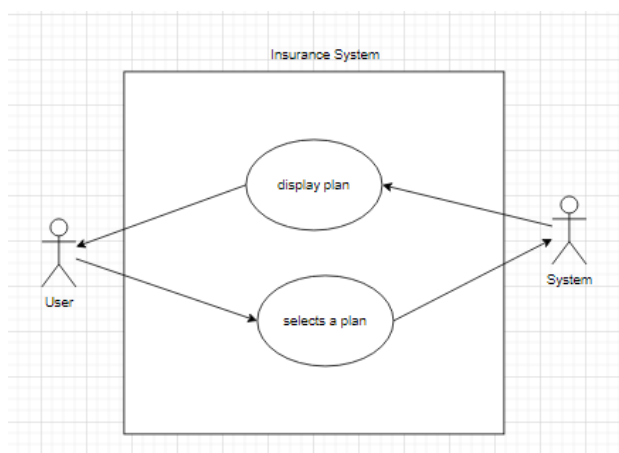 Insurance System
display plan
User
System
selects a plan